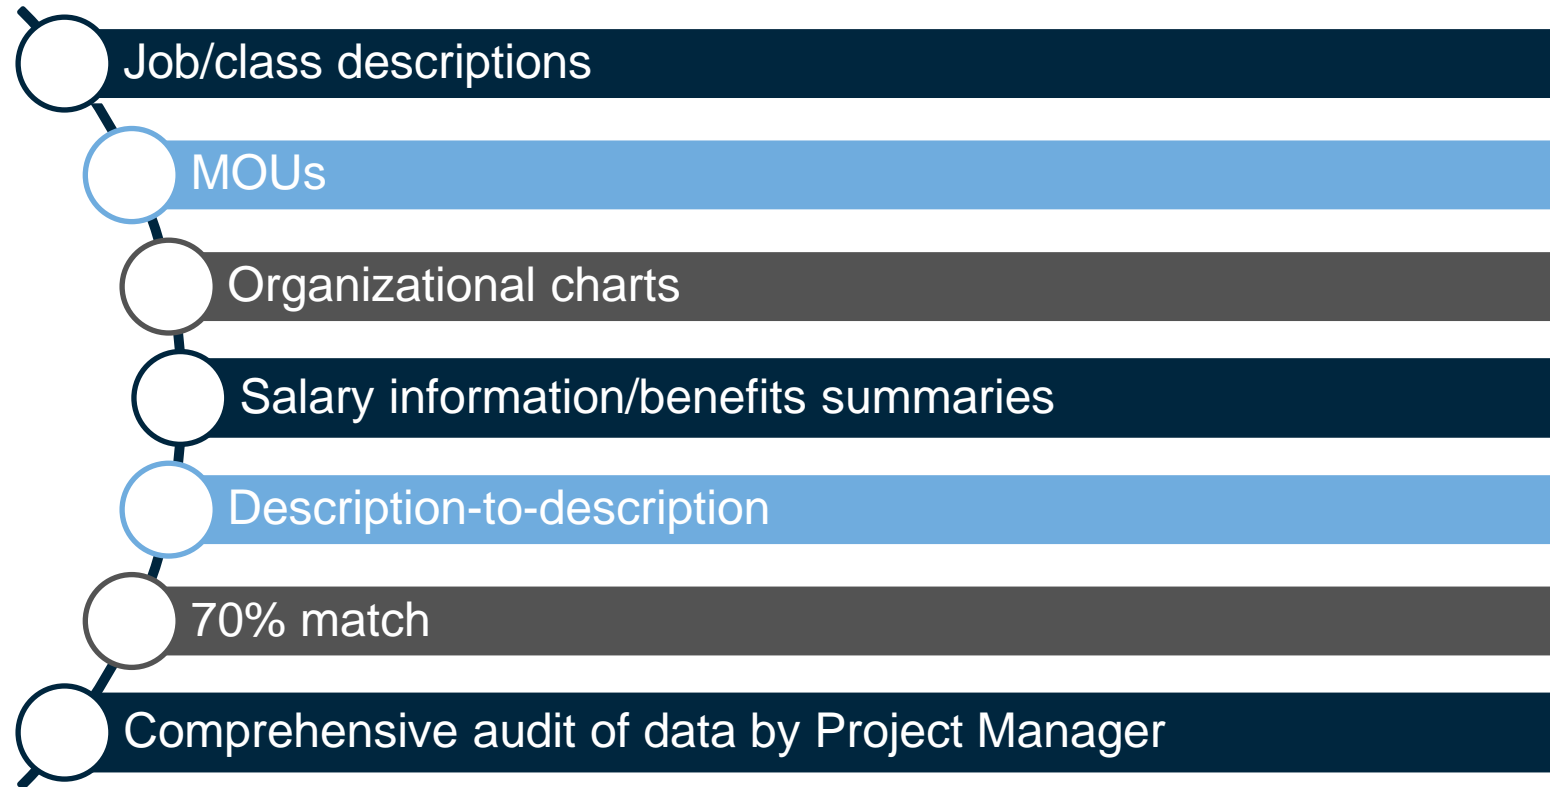 Job/class descriptions
MOUs
Organizational charts
Salary information/benefits summaries
Description-to-description
70% match
Comprehensive audit of data by Project Manager